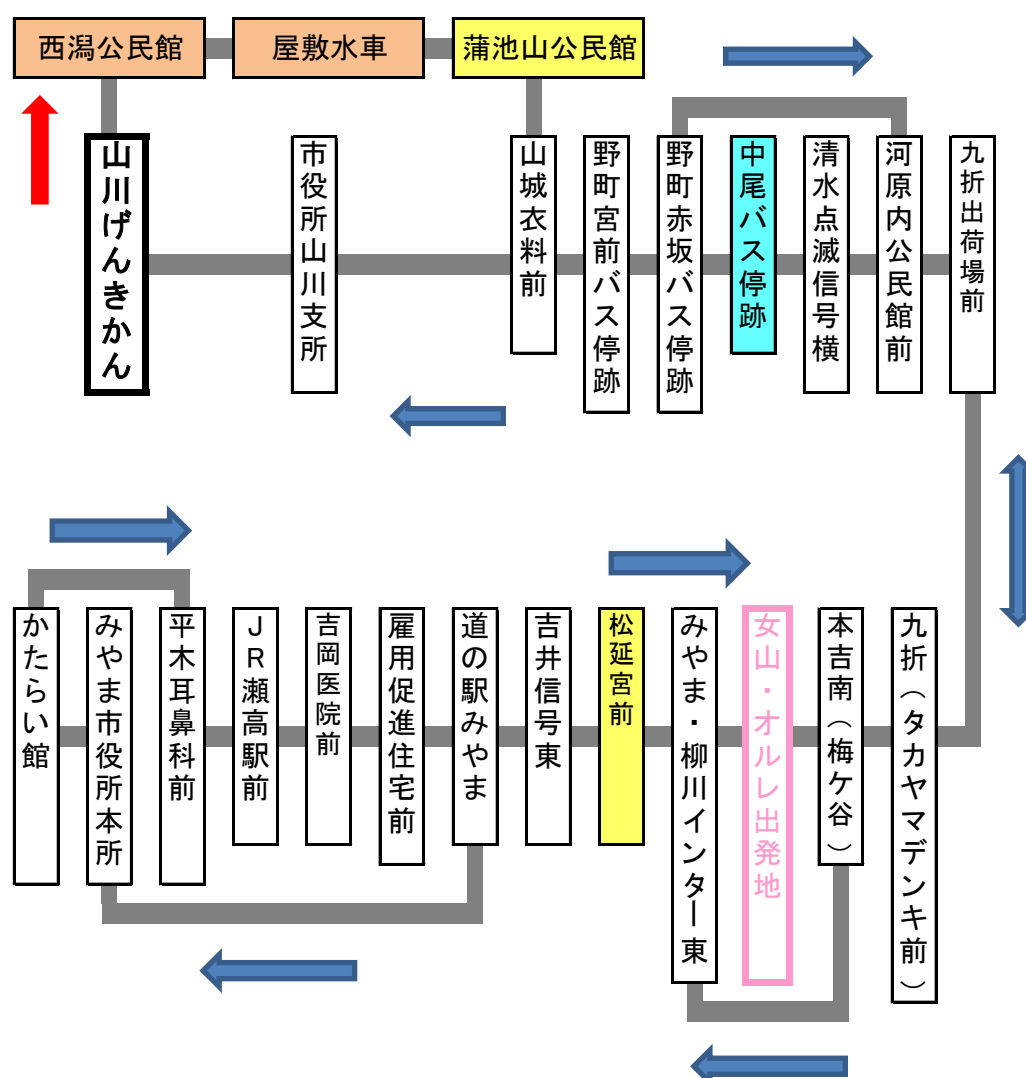 西潟公民館
屋敷水車
蒲池山公民館
山川げんきかん
市役所山川支所
山城衣料前
野町宮前バス停跡
野町赤坂バス停跡
中尾バス停跡
清水点滅信号横
河原内公民館前
九折出荷場前
かたらい館
みやま市役所本所
平木耳鼻科前
JR瀬高駅前
吉岡医院前
雇用促進住宅前
道の駅みやま
吉井信号東
松延宮前
みやま・柳川インター東
女山・オルレ出発地
本吉南（梅ケ谷）
九折（タカヤマデンキ前）